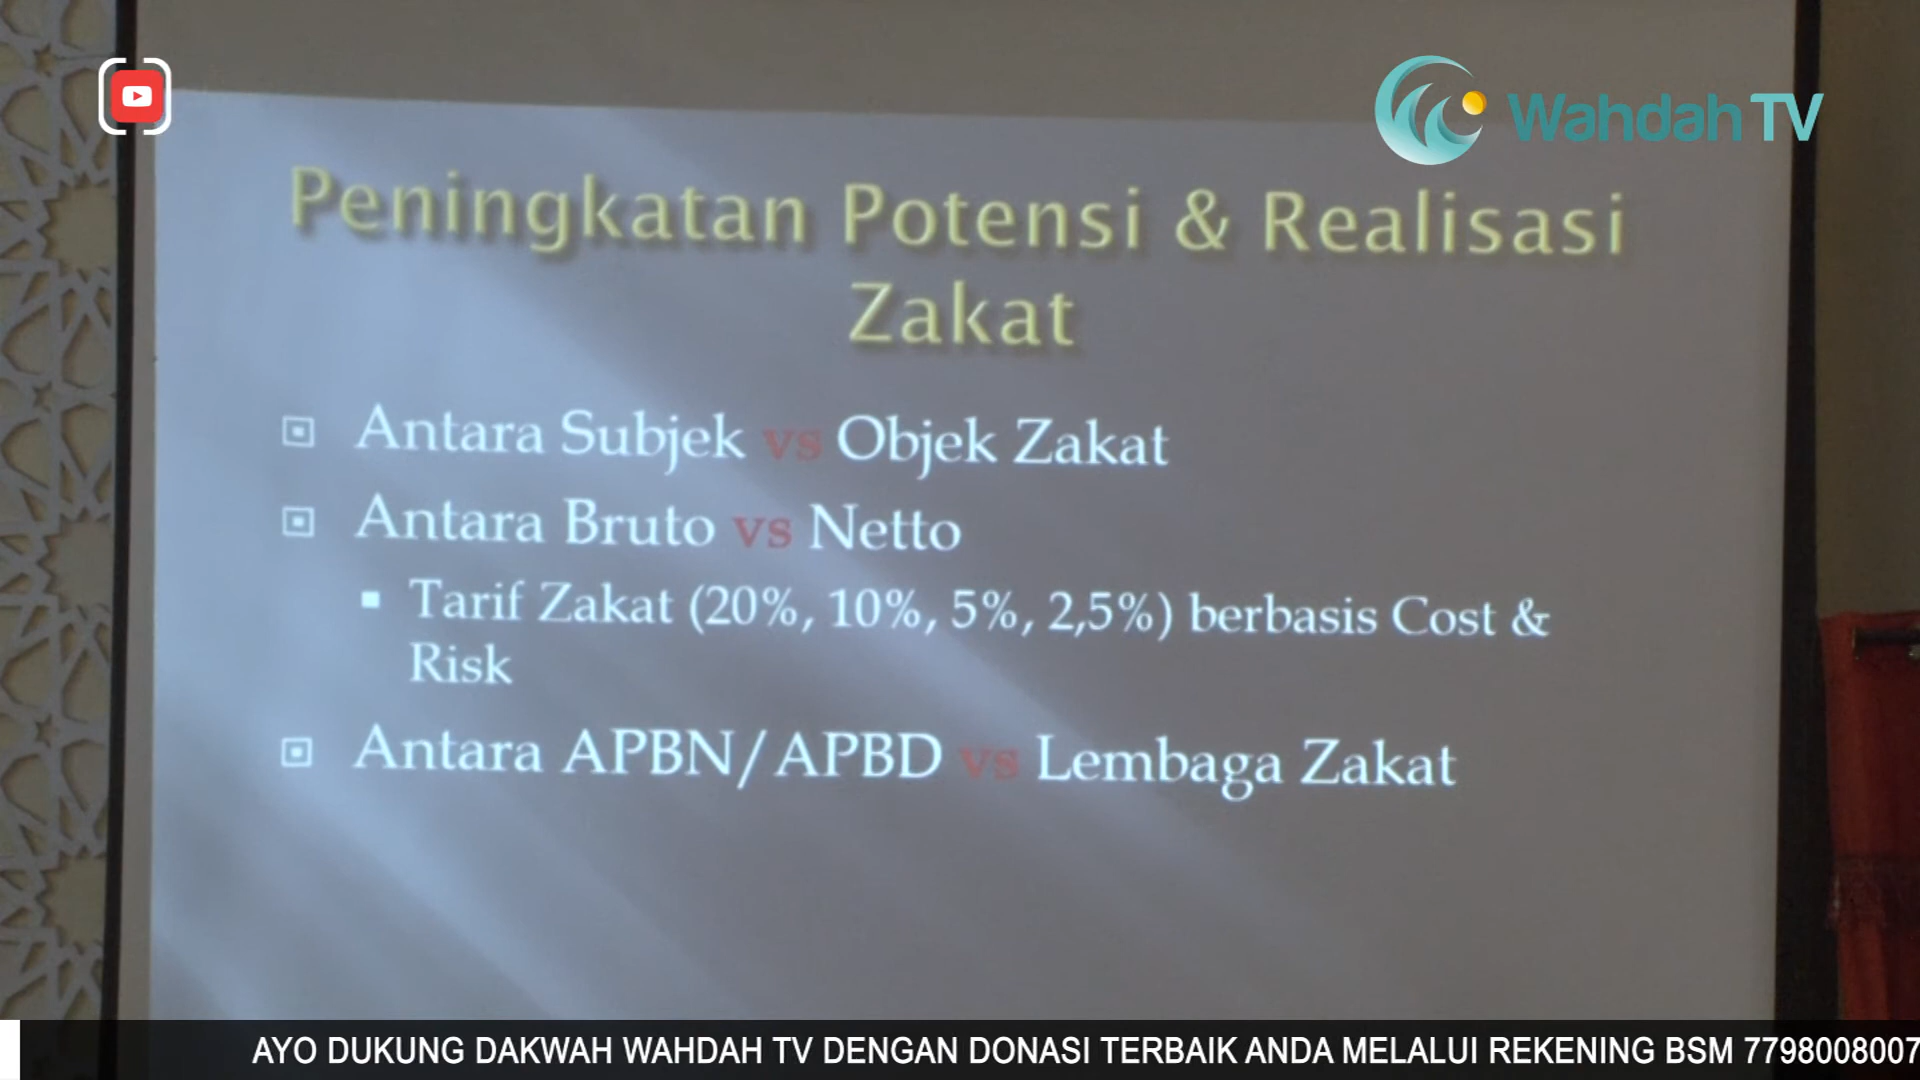 Wahdah TV
Peningkatan Potensi & Realisasi
Zakat
Antara Subjek vs Objek Zakat
Antara Bruto vs Netto
Tarif Zakat (20%, 10%, 5%, 2,5%) berbasis Cost &
Risk
Antara APBN/APBD vs Lembaga Zakat
AYO DUKUNG DAKWAH WAHDAH TV DENGAN DONASI TERBAIK ANDA MELALUI REKENING BSM 7798008007